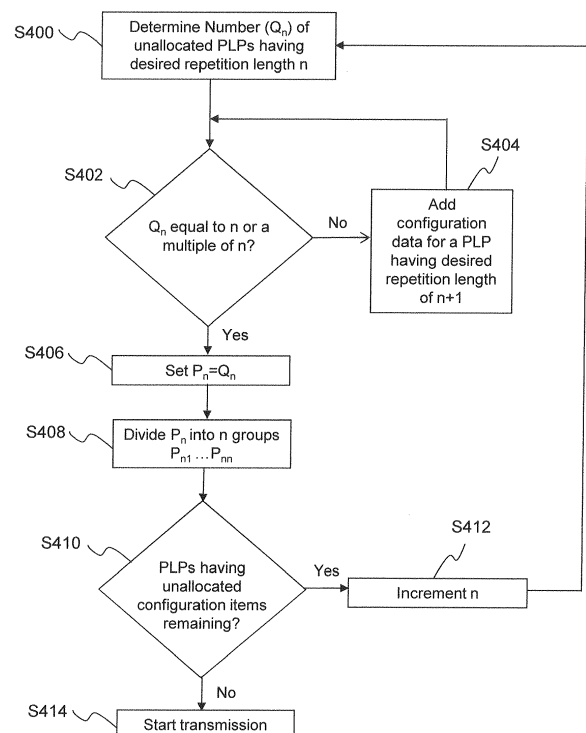 S400
Determine Number (Qn) of
unallocated PLPs having
desired repetition length n
S402
Qn equal to n or a
multiple of n?
No
S404
Add
configuration
data for a PLP
having desired
repetition length
of n+1
Yes
S406
Set Pn=Qn
S408
Divide Pn into n groups
Pn1 ...Pnn
S410
PLPs having
unallocated
configuration items
remaining?
Yes
S412
Increment n
No
S414
Start transmission